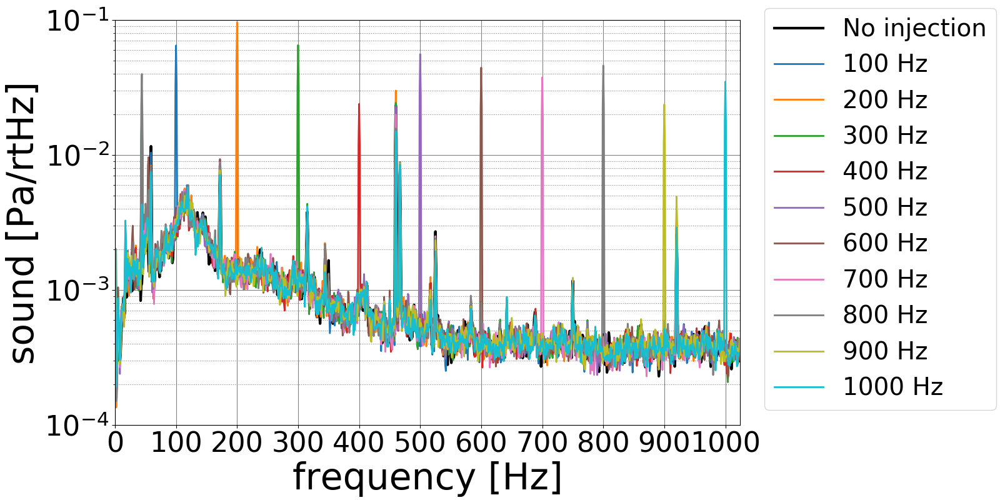 10⁻¹
10⁻²
10⁻³
10⁻⁴
sound [Pa/rtHz]
0 100 200 300 400 500 600 700 800 900 1000
frequency [Hz]
No injection
100 Hz
200 Hz
300 Hz
400 Hz
500 Hz
600 Hz
700 Hz
800 Hz
900 Hz
1000 Hz